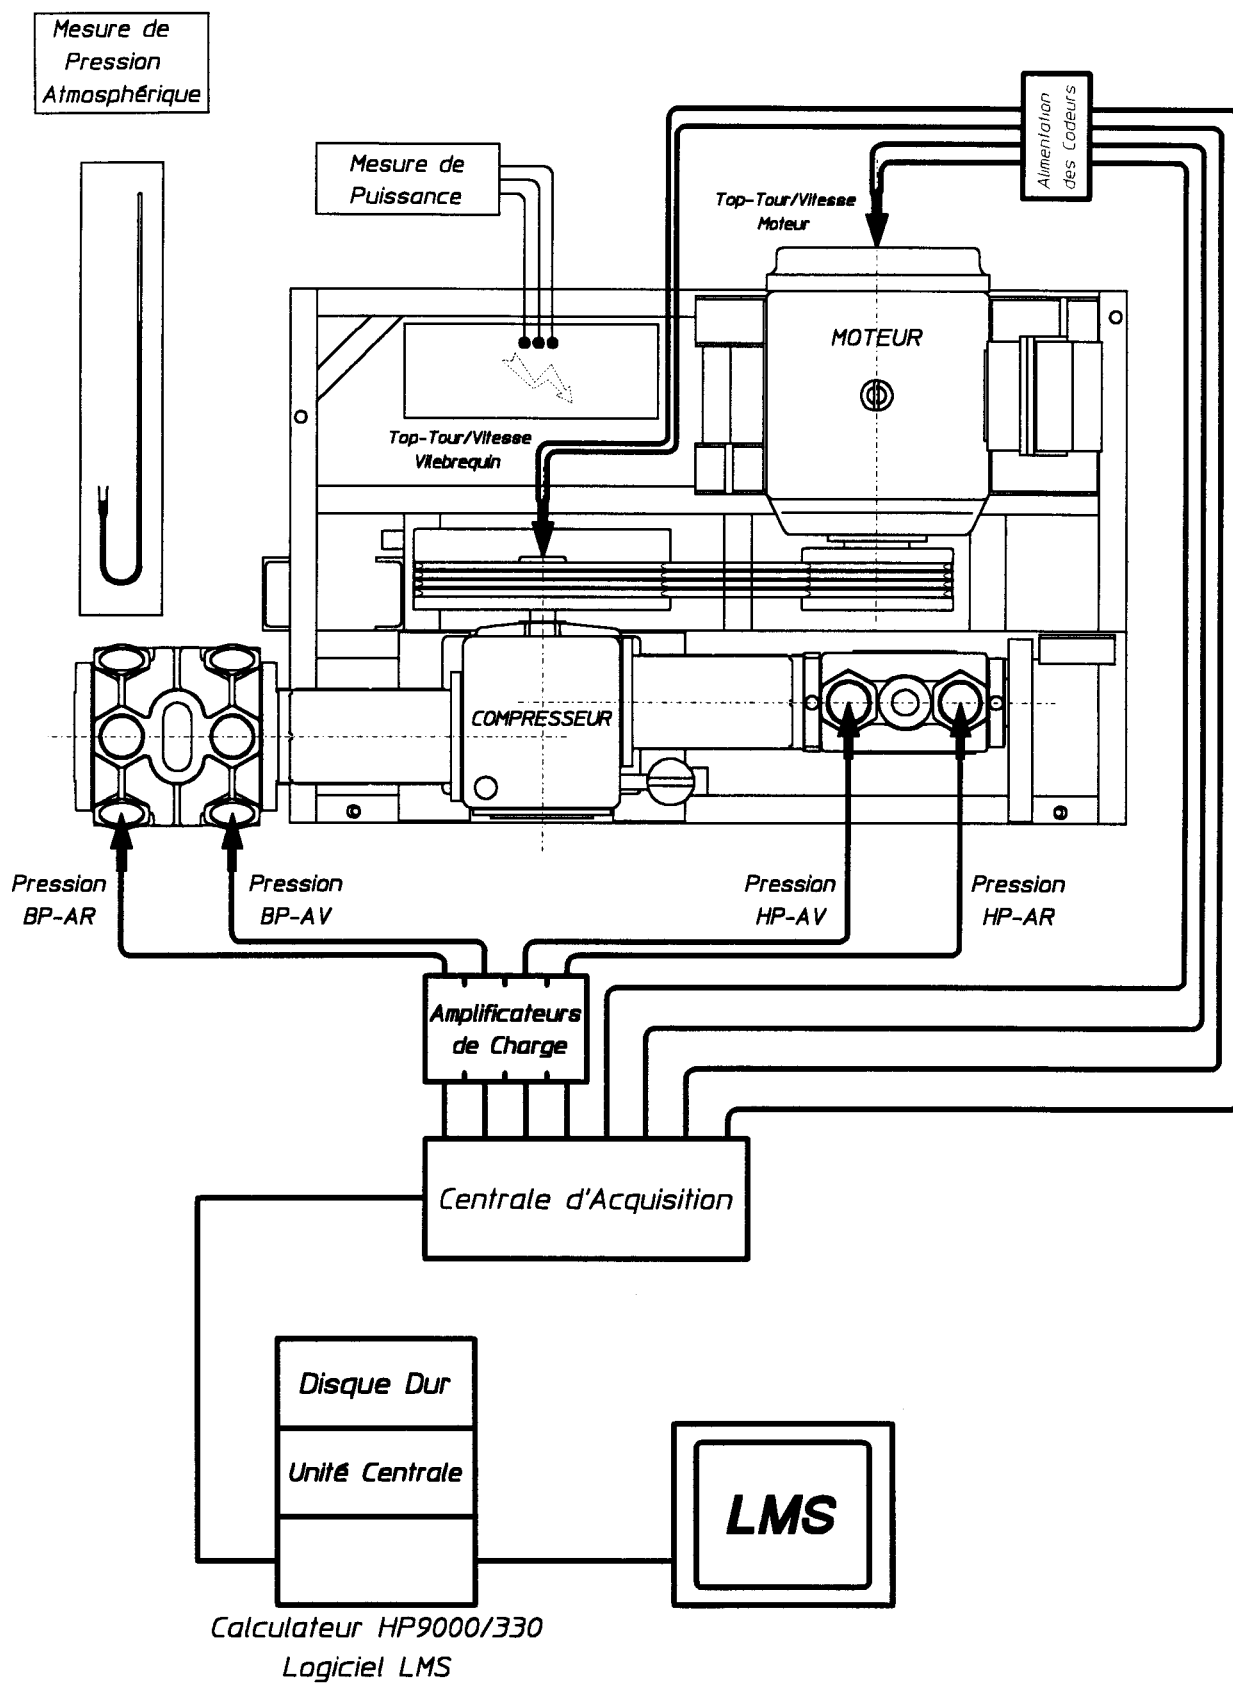 Mesure de
Pression
Atmosphérique
Alimentation
des Codeurs
Mesure de
Puissance
Top-Tour/Vitesse
Moteur
MOTEUR
Top-Tour/Vitesse
Vilebrequin
COMPRESSEUR
Pression
BP-AR
Pression
BP-AV
Pression
HP-AV
Pression
HP-AR
Amplificateurs
de Charge
Centrale d'Acquisition
Disque Dur
Unité Centrale
LMS
Calculateur HP9000/330
Logiciel LMS